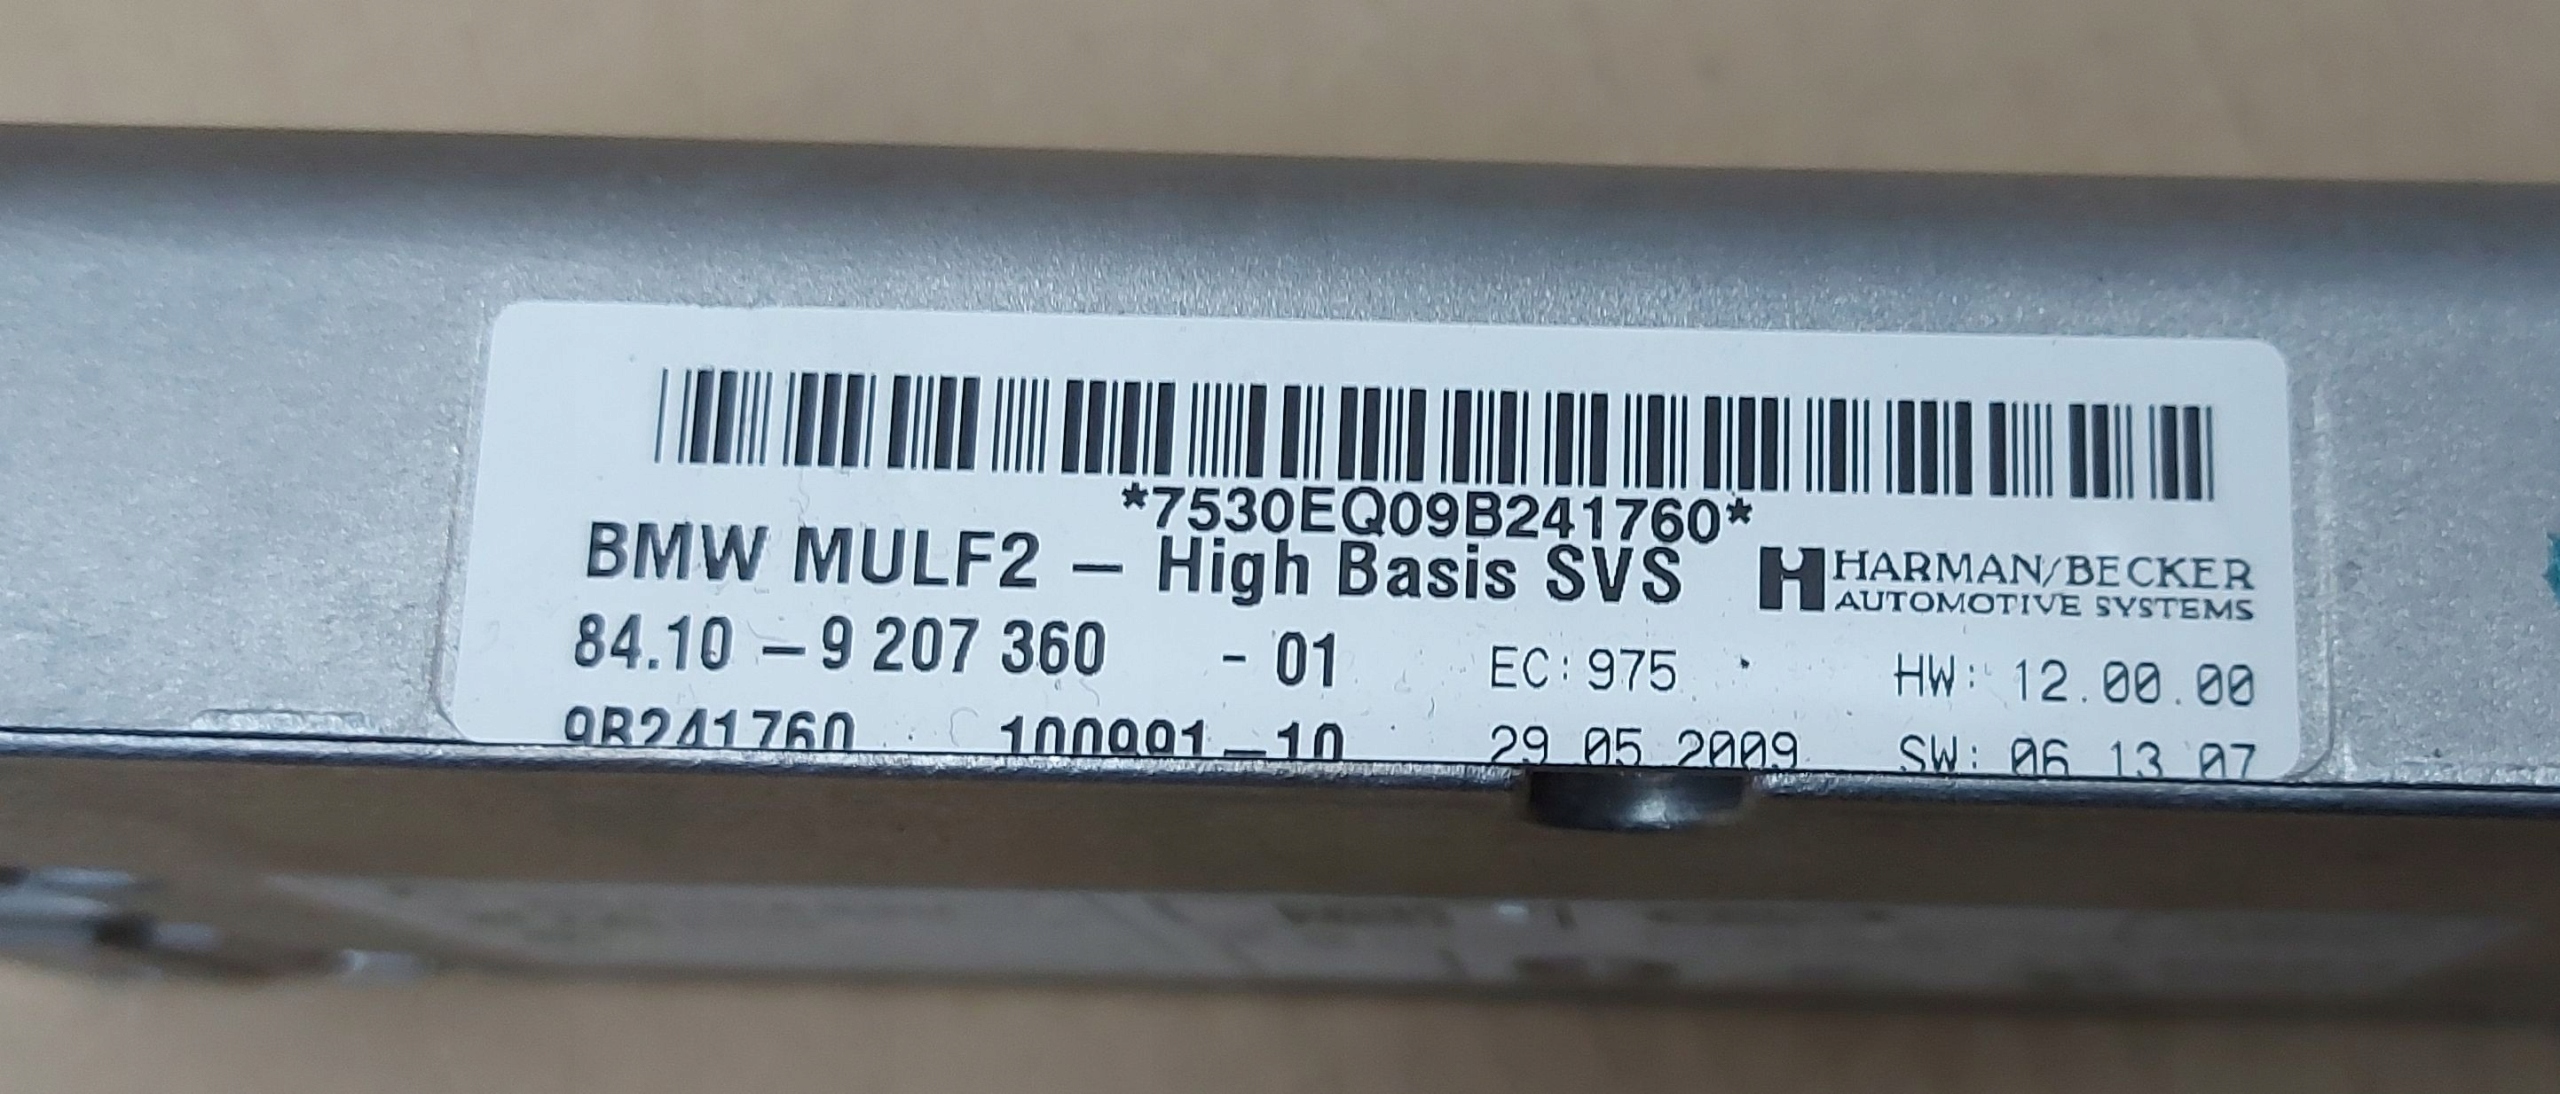 *7530EQ09B241760*
BMW MULF2 – High Basis SVS HARMAN/BECKER
AUTOMOTIVE SYSTEMS
84.10 – 9 207 360 - 01 EC: 975 HW: 12.00.00
9B241760 100991–10 29.05.2009 SW: 06.13.07